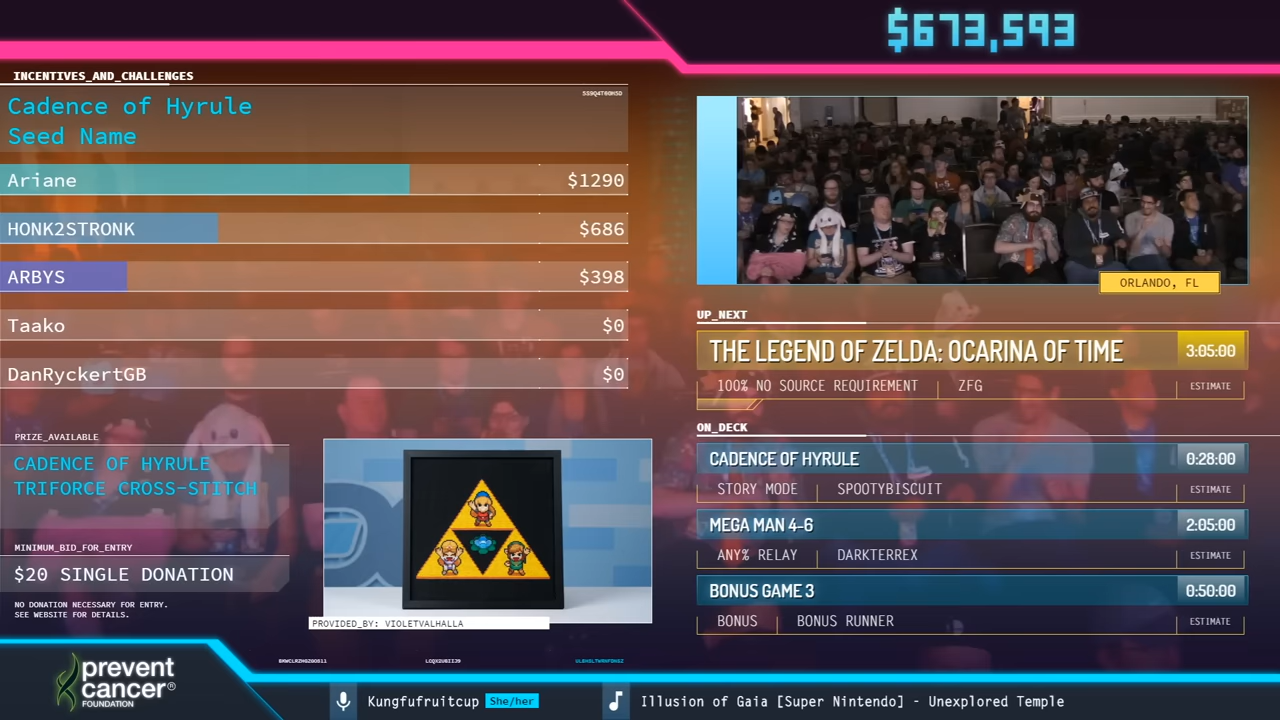 $673,593
INCENTIVES_AND_CHALLENGES
Cadence of Hyrule
Seed Name
Ariane $1290
HONK2STRONK $686
ARBYS $398
Taako $0
DanRyckertGB $0
PRIZE_AVAILABLE
CADENCE OF HYRULE
TRIFORCE CROSS-STITCH
MINIMUM_BID_FOR_ENTRY
$20 SINGLE DONATION
NO DONATION NECESSARY FOR ENTRY.
SEE WEBSITE FOR DETAILS.
PROVIDED_BY: VIOLETVALHALLA
ORLANDO, FL
UP_NEXT
THE LEGEND OF ZELDA: OCARINA OF TIME 3:05:00
100% NO SOURCE REQUIREMENT ZFG ESTIMATE
ON_DECK
CADENCE OF HYRULE 0:28:00
STORY MODE SPOOTYBISCUIT ESTIMATE
MEGA MAN 4-6 2:05:00
ANY% RELAY DARKTERREX ESTIMATE
BONUS GAME 3 0:50:00
BONUS BONUS RUNNER ESTIMATE
prevent
cancer®
FOUNDATION
Kungfufruitcup She/her
Illusion of Gaia [Super Nintendo] - Unexplored Temple